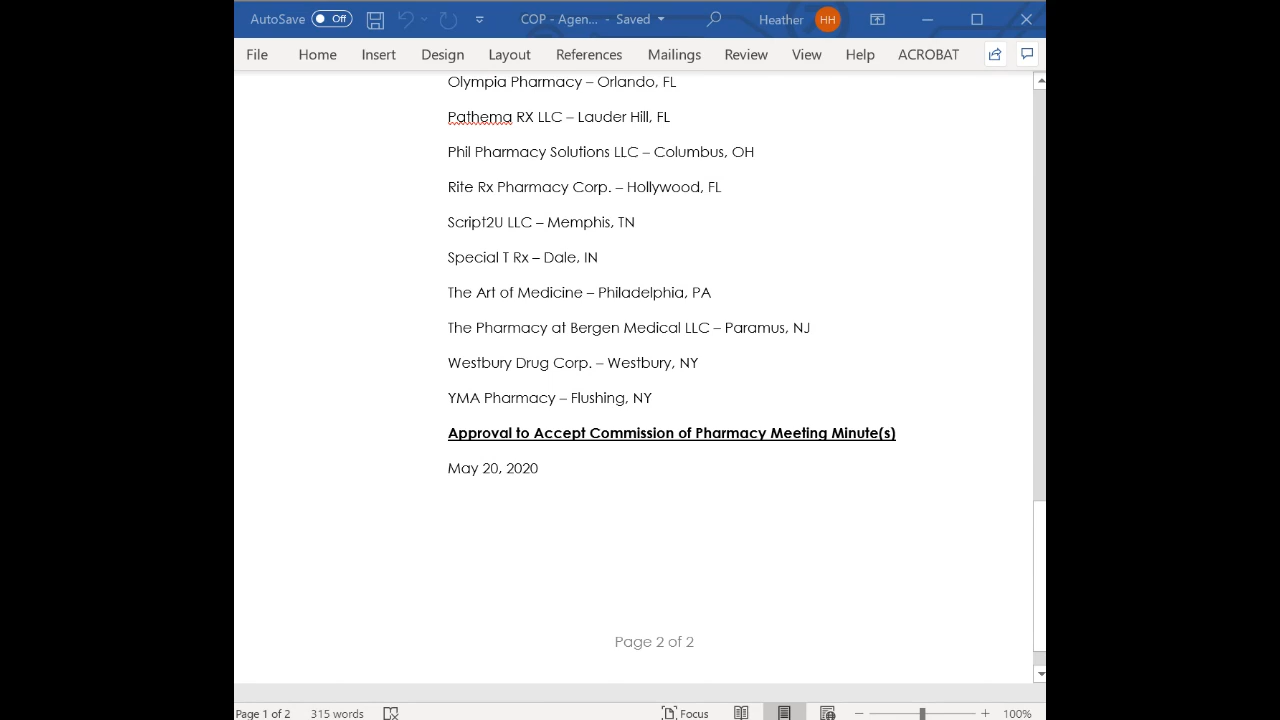 AutoSave Off COP - Agen... - Saved Heather HH
File Home Insert Design Layout References Mailings Review View Help ACROBAT
Olympia Pharmacy – Orlando, FL
Pathema RX LLC – Lauder Hill, FL
Phil Pharmacy Solutions LLC – Columbus, OH
Rite Rx Pharmacy Corp. – Hollywood, FL
Script2U LLC – Memphis, TN
Special T Rx – Dale, IN
The Art of Medicine – Philadelphia, PA
The Pharmacy at Bergen Medical LLC – Paramus, NJ
Westbury Drug Corp. – Westbury, NY
YMA Pharmacy – Flushing, NY
Approval to Accept Commission of Pharmacy Meeting Minute(s)
May 20, 2020
Page 2 of 2
Page 1 of 2 315 words Focus 100%